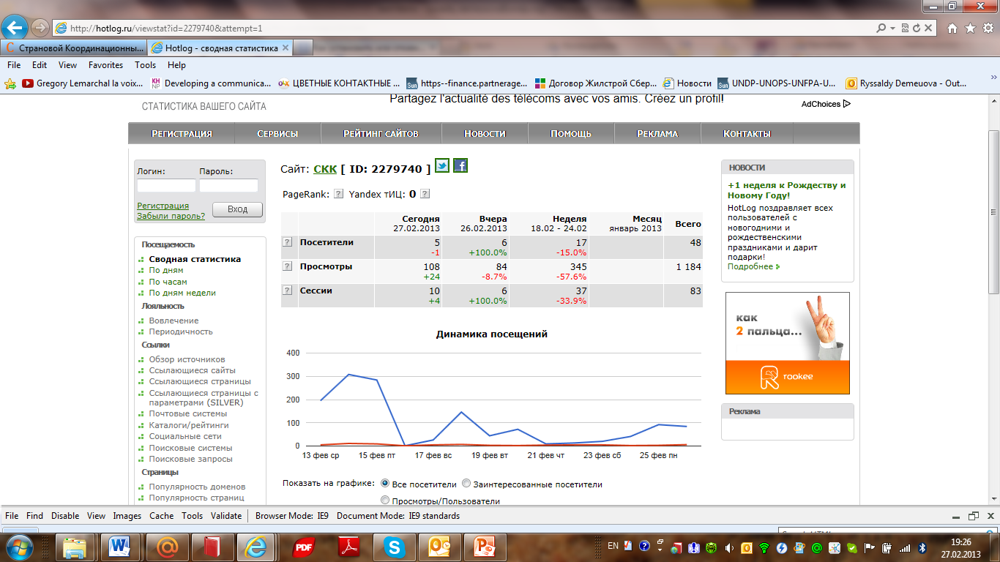 http://hotlog.ru/viewstat?id=2279740&attempt=1
Страновой Координационны... Hotlog - сводная статистика
File Edit View Favorites Tools Help
Gregory Lemarchal la voix... Developing a communica... ЦВЕТНЫЕ КОНТАКТНЫЕ ... https--finance.partnerage... Договор Жилстрой Сбер... Новости UNDP-UNOPS-UNFPA-U... Ryssaldy Demeuova - Out...
Partagez l'actualité des télécoms avec vos amis. Créez un profil!
AdChoices
СТАТИСТИКА ВАШЕГО САЙТА
РЕГИСТРАЦИЯ СЕРВИСЫ РЕЙТИНГ САЙТОВ НОВОСТИ ПОМОЩЬ РЕКЛАМА КОНТАКТЫ
Логин: Пароль:
Регистрация
Забыли пароль?
Вход
Посещаемость
Сводная статистика
По дням
По часам
По дням недели
Лояльность
Вовлечение
Периодичность
Ссылки
Обзор источников
Ссылающиеся сайты
Ссылающиеся страницы
Ссылающиеся страницы с
параметрами (SILVER)
Почтовые системы
Каталоги/рейтинги
Социальные сети
Поисковые системы
Поисковые запросы
Страницы
Популярность доменов
Популярность страниц
Сайт: СКК [ ID: 2279740 ]
PageRank: ? Yandex тИЦ: 0 ?
Сегодня Вчера Неделя Месяц Всего
27.02.2013 26.02.2013 18.02 - 24.02 январь 2013
? Посетители 5 6 17 48
-1 +100.0% -15.0%
? Просмотры 108 84 345 1 184
+24 -8.7% -57.6%
? Сессии 10 6 37 83
+4 +100.0% -33.9%
Динамика посещений
400
300
200
100
0
13 фев ср 15 фев пт 17 фев вс 19 фев вт 21 фев чт 23 фев сб 25 фев пн
Показать на графике: Все посетители Заинтересованные посетители
Просмотры/Пользователи
НОВОСТИ
+1 неделя к Рождеству и
Новому Году!
HotLog поздравляет всех
пользователей с
новогодними и
рождественскими
праздниками и дарит
подарки!
Подробнее
как
2 пальца...
rookee
Реклама
File Find Disable View Images Cache Tools Validate Browser Mode: IE9 Document Mode: IE9 standards
EN
19:26
27.02.2013